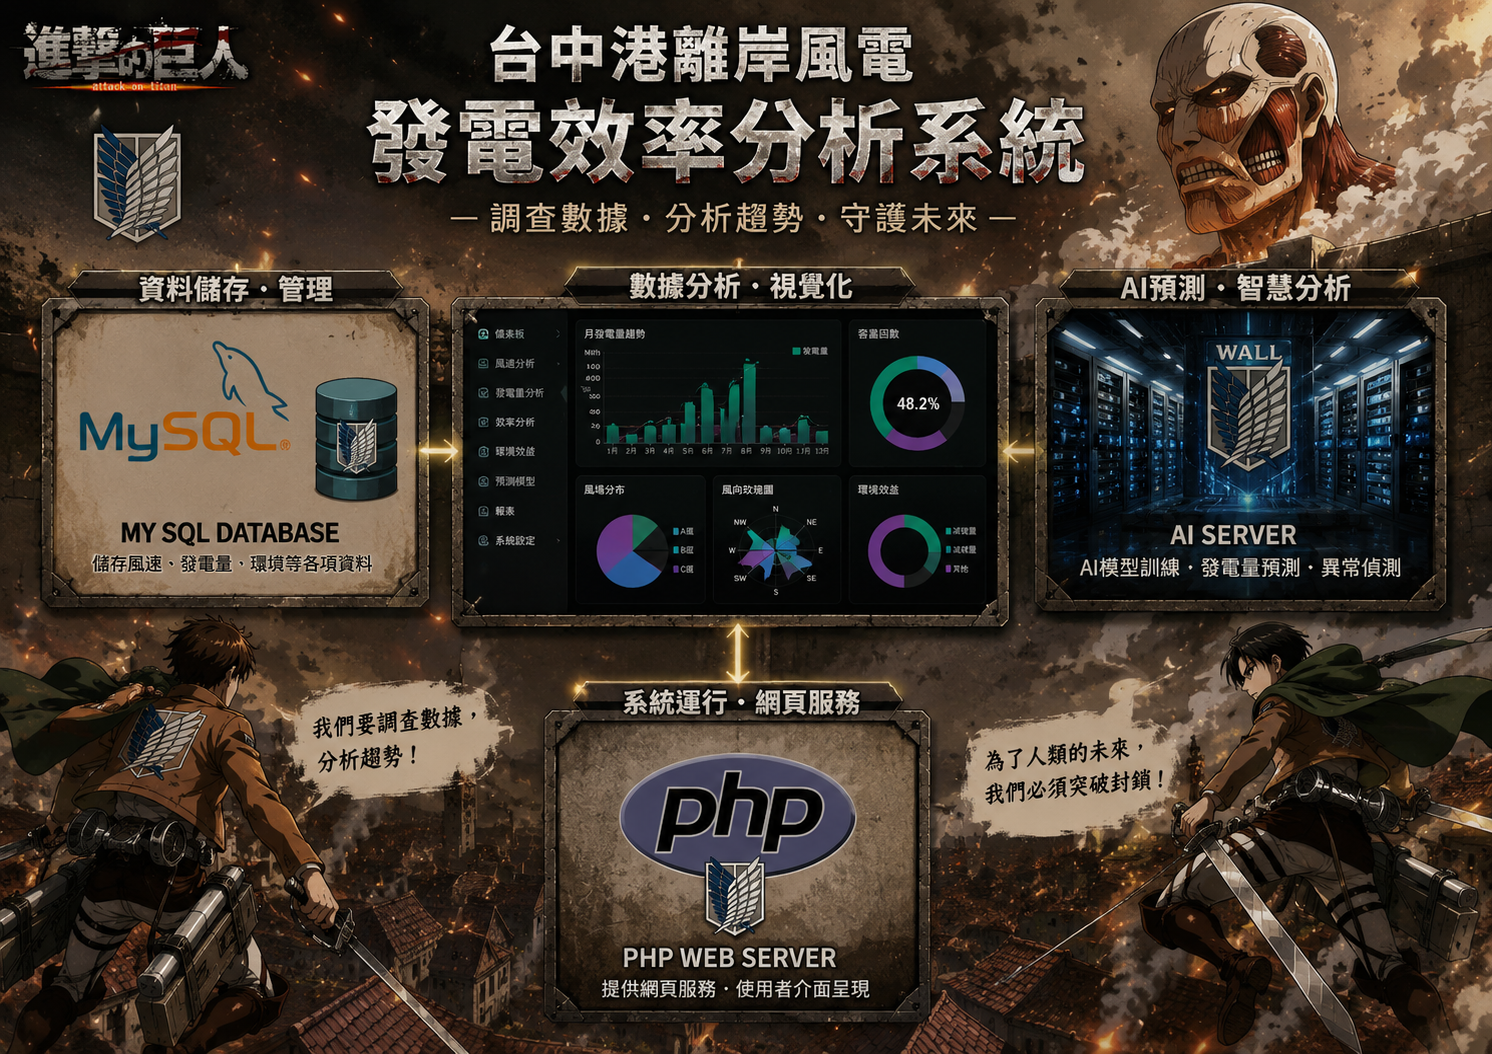 進擊的巨人
attack on titan
台中港離岸風電
發電效率分析系統
— 調查數據·分析趨勢·守護未來 —
資料儲存·管理
MySQL®
MY SQL DATABASE
儲存風速、發電量、環境等各項資料
數據分析·視覺化
風速分析
發電量分析
效率分析
環境效益
預測模型
報表
系統設定
月發電量趨勢
發電量
1月 2月 3月 4月 5月 6月 7月 8月 9月 10月 11月 12月
48.2%
風場分布
A區
B區
C區
N
NE
E
SE
S
SW
W
NW
環境效益
其他
AI預測·智慧分析
WALL
AI SERVER
AI模型訓練·發電量預測·異常偵測
我們要調查數據，
分析趨勢！
為了人類的未來，
我們必須突破封鎖！
系統運行·網頁服務
php
PHP WEB SERVER
提供網頁服務·使用者介面呈現